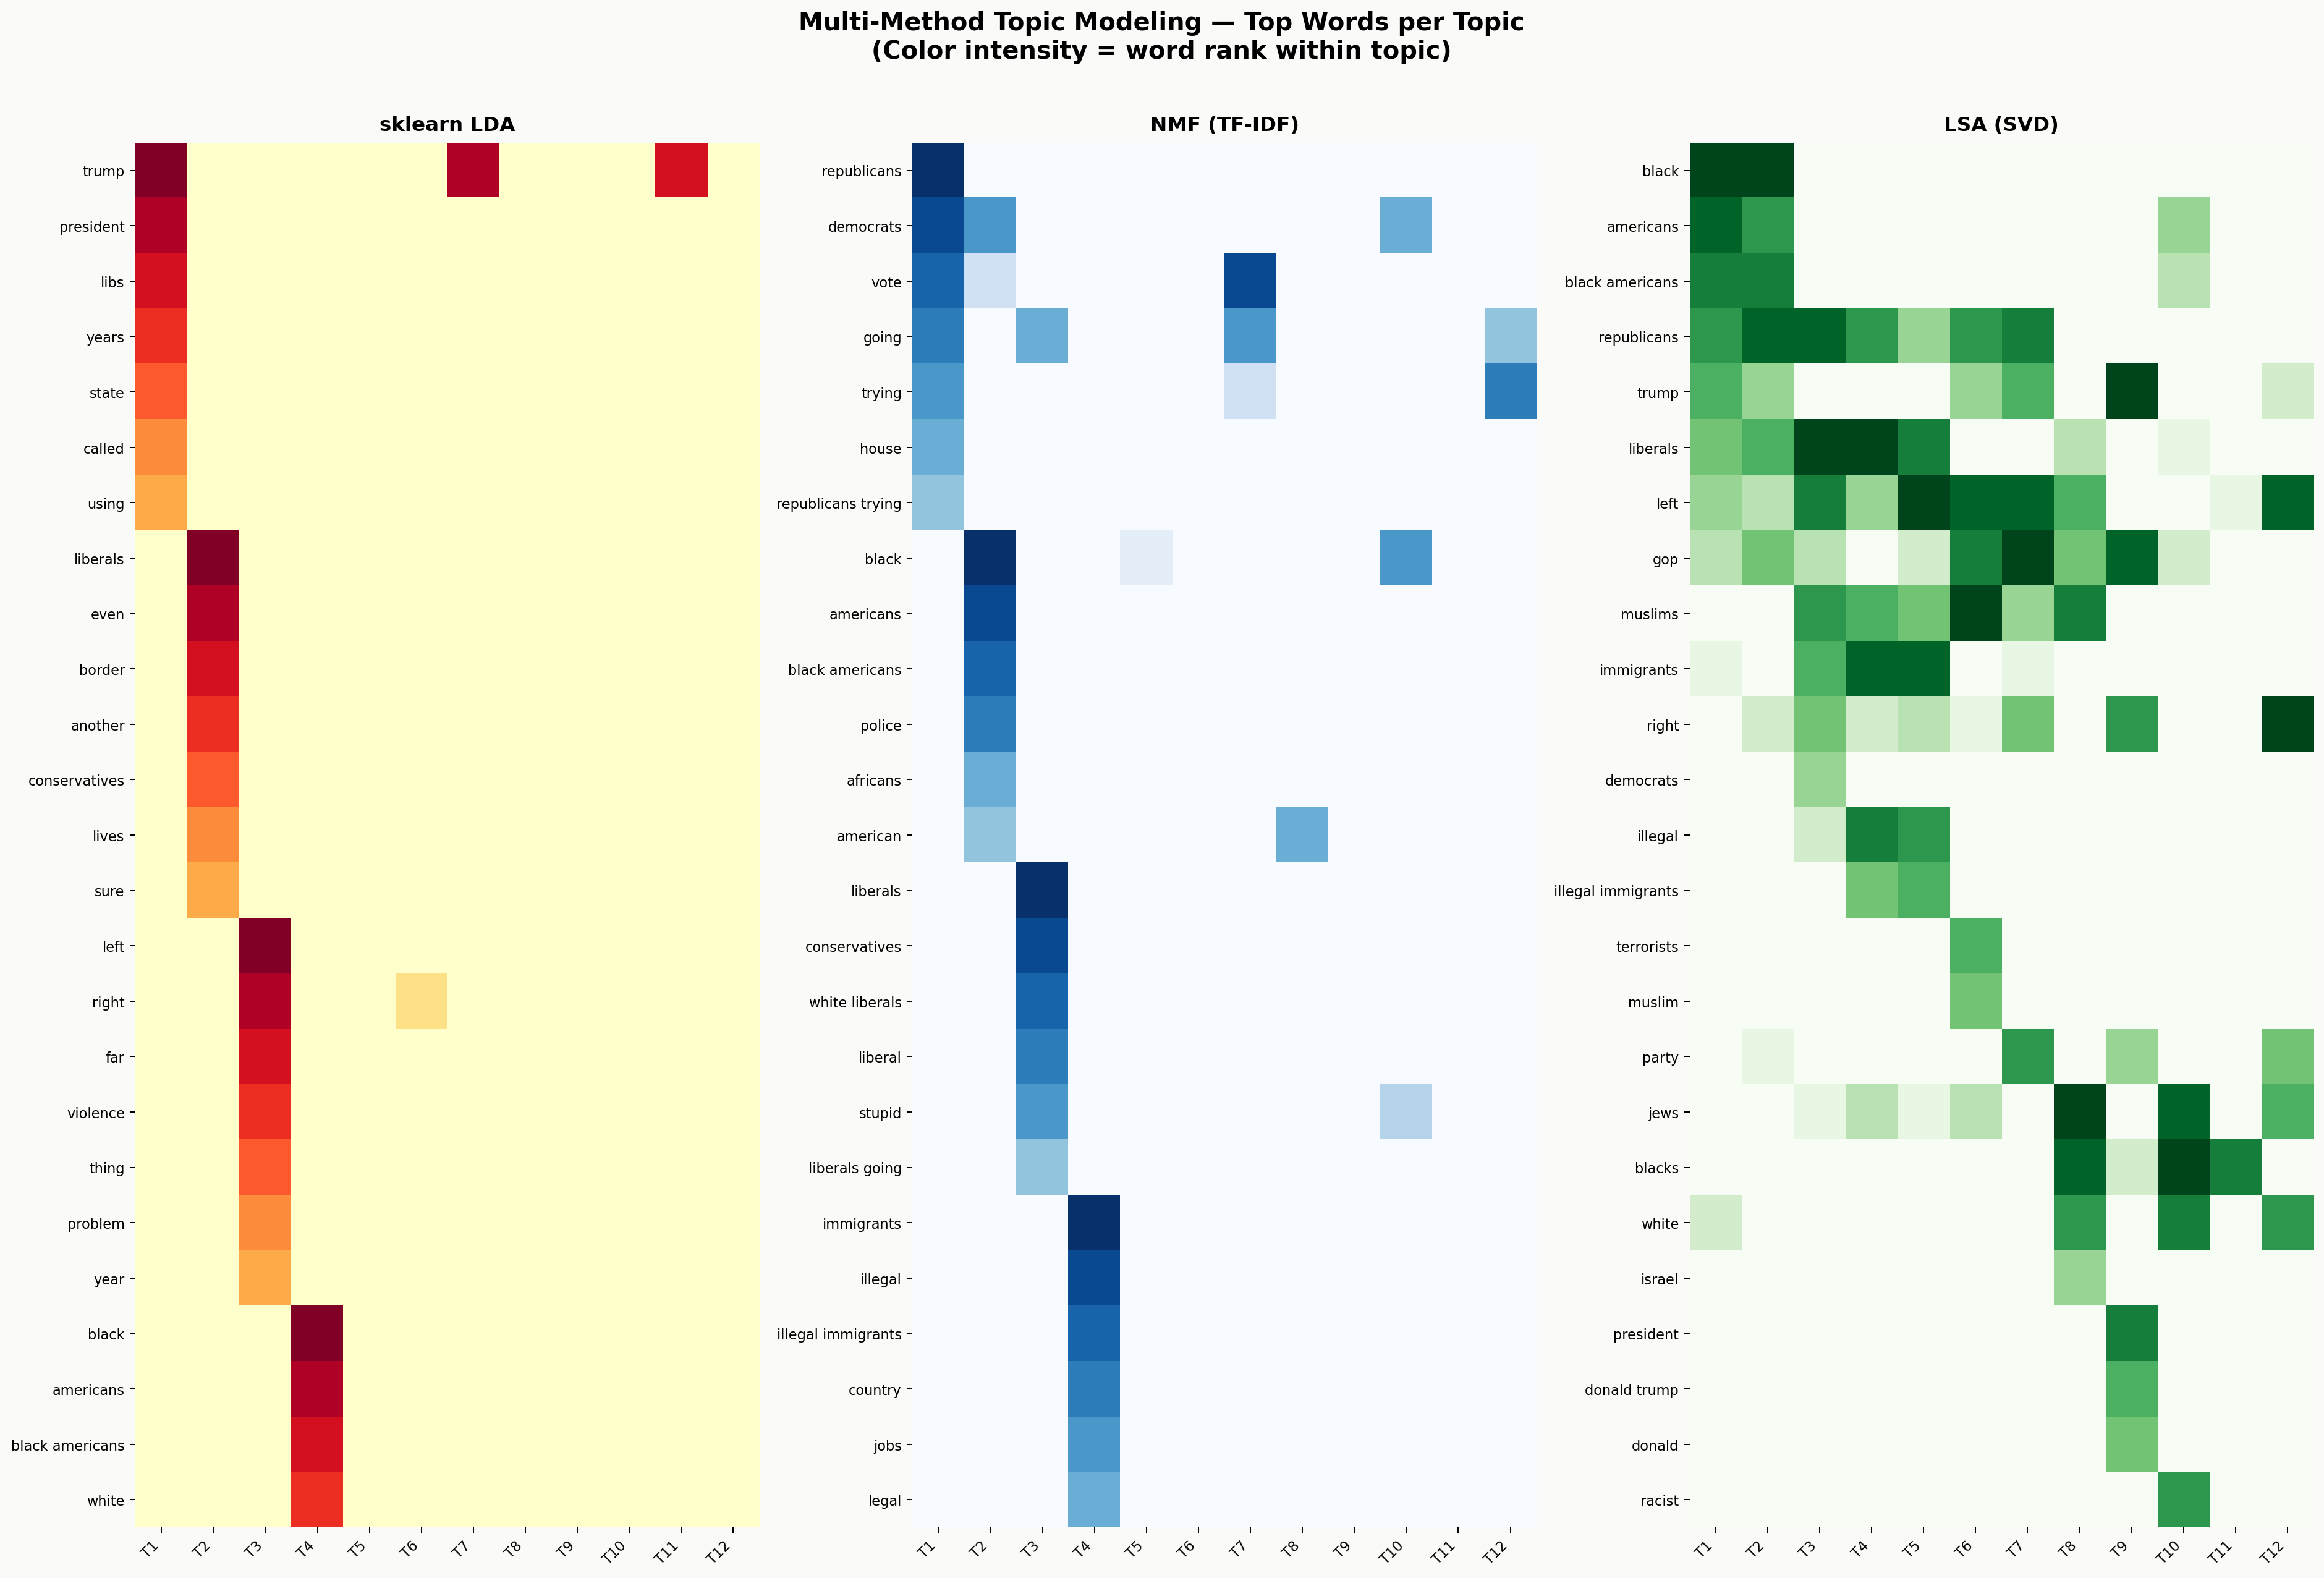 Multi-Method Topic Modeling — Top Words per Topic
(Color intensity = word rank within topic)
sklearn LDA
trump
president
libs
years
state
called
using
liberals
even
border
another
conservatives
lives
sure
left
right
far
violence
thing
problem
year
black
americans
black americans
white
T1 T2 T3 T4 T5 T6 T7 T8 T9 T10 T11 T12
NMF (TF-IDF)
republicans
democrats
vote
going
trying
house
republicans trying
black
americans
black americans
police
africans
american
liberals
conservatives
white liberals
liberal
stupid
liberals going
immigrants
illegal
illegal immigrants
country
jobs
legal
T1 T2 T3 T4 T5 T6 T7 T8 T9 T10 T11 T12
LSA (SVD)
black
americans
black americans
republicans
trump
liberals
left
gop
muslims
immigrants
right
democrats
illegal
illegal immigrants
terrorists
muslim
party
jews
blacks
white
israel
president
donald trump
donald
racist
T1 T2 T3 T4 T5 T6 T7 T8 T9 T10 T11 T12